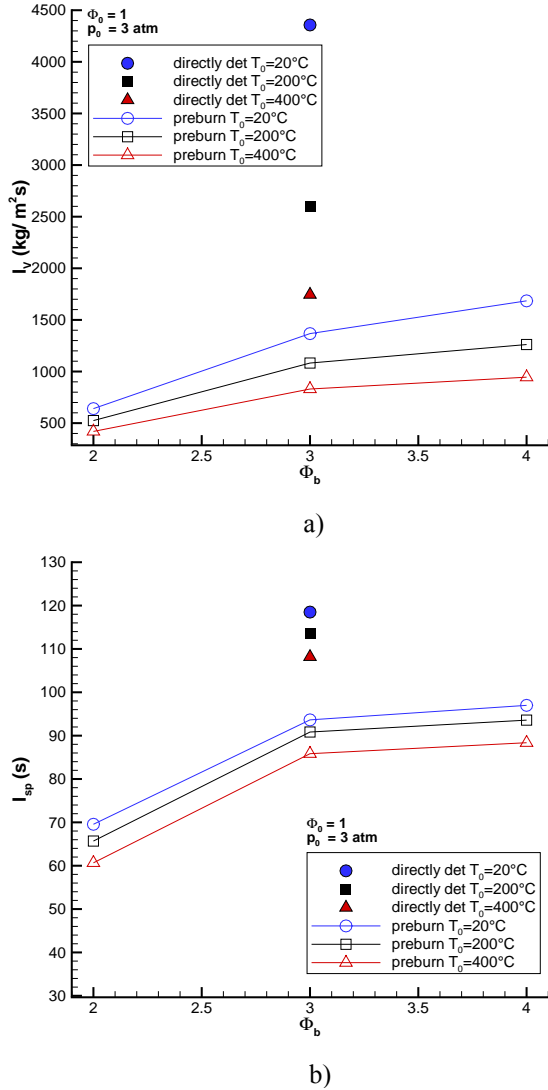 Φ0 = 1
p0 = 3 atm
directly det T0=20°C
directly det T0=200°C
directly det T0=400°C
preburn T0=20°C
preburn T0=200°C
preburn T0=400°C
4500
4000
3500
3000
2500
2000
1500
1000
500
IV (kg/ m2s)
2 2.5 3 3.5 4
Φb
a)
130
120
110
100
90
80
70
60
50
40
30
Isp (s)
Φ0 = 1
p0 = 3 atm
directly det T0=20°C
directly det T0=200°C
directly det T0=400°C
preburn T0=20°C
preburn T0=200°C
preburn T0=400°C
2 2.5 3 3.5 4
Φb
b)